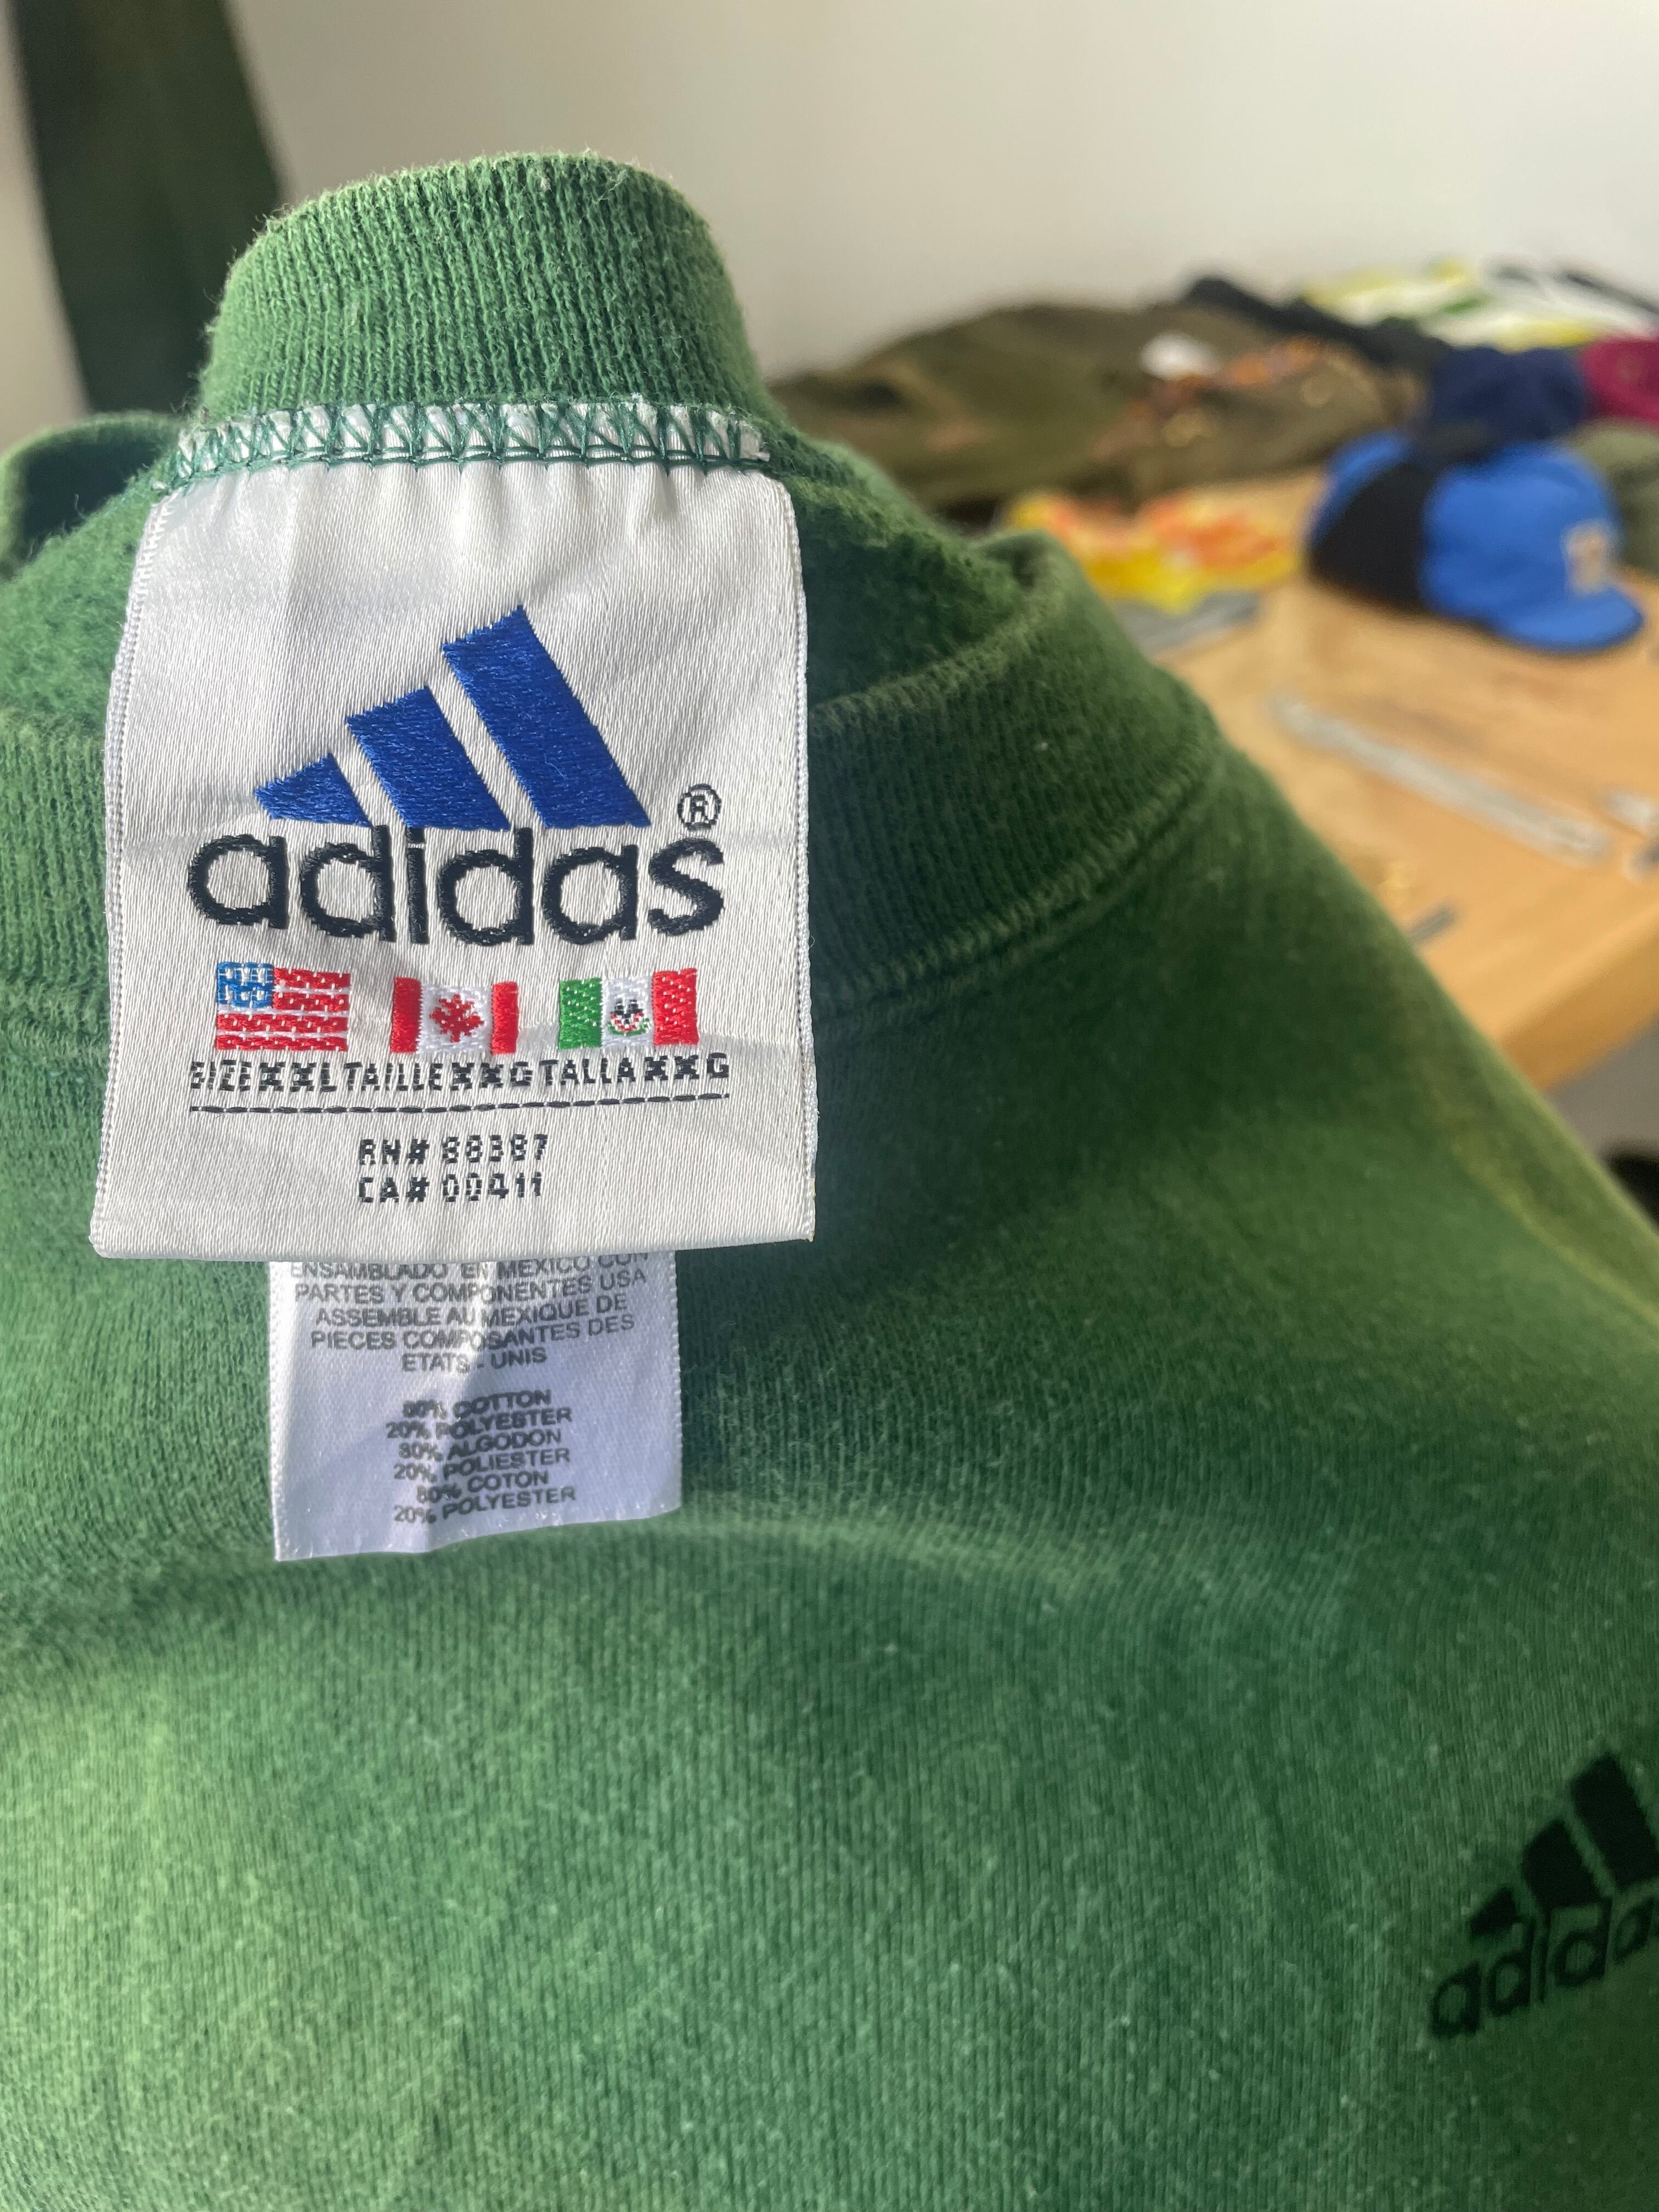 ®
adidas
SIZE XXL TAILLE XXG TALLA XXG
RN# 88387
CA# 00411
ENSAMBLADO EN MEXICO CON
PARTES Y COMPONENTES USA
ASSEMBLE AU MEXIQUE DE
PIECES COMPOSANTES DES
ETATS - UNIS
80% COTTON
20% POLYESTER
80% ALGODON
20% POLIESTER
80% COTON
20% POLYESTER
adidas